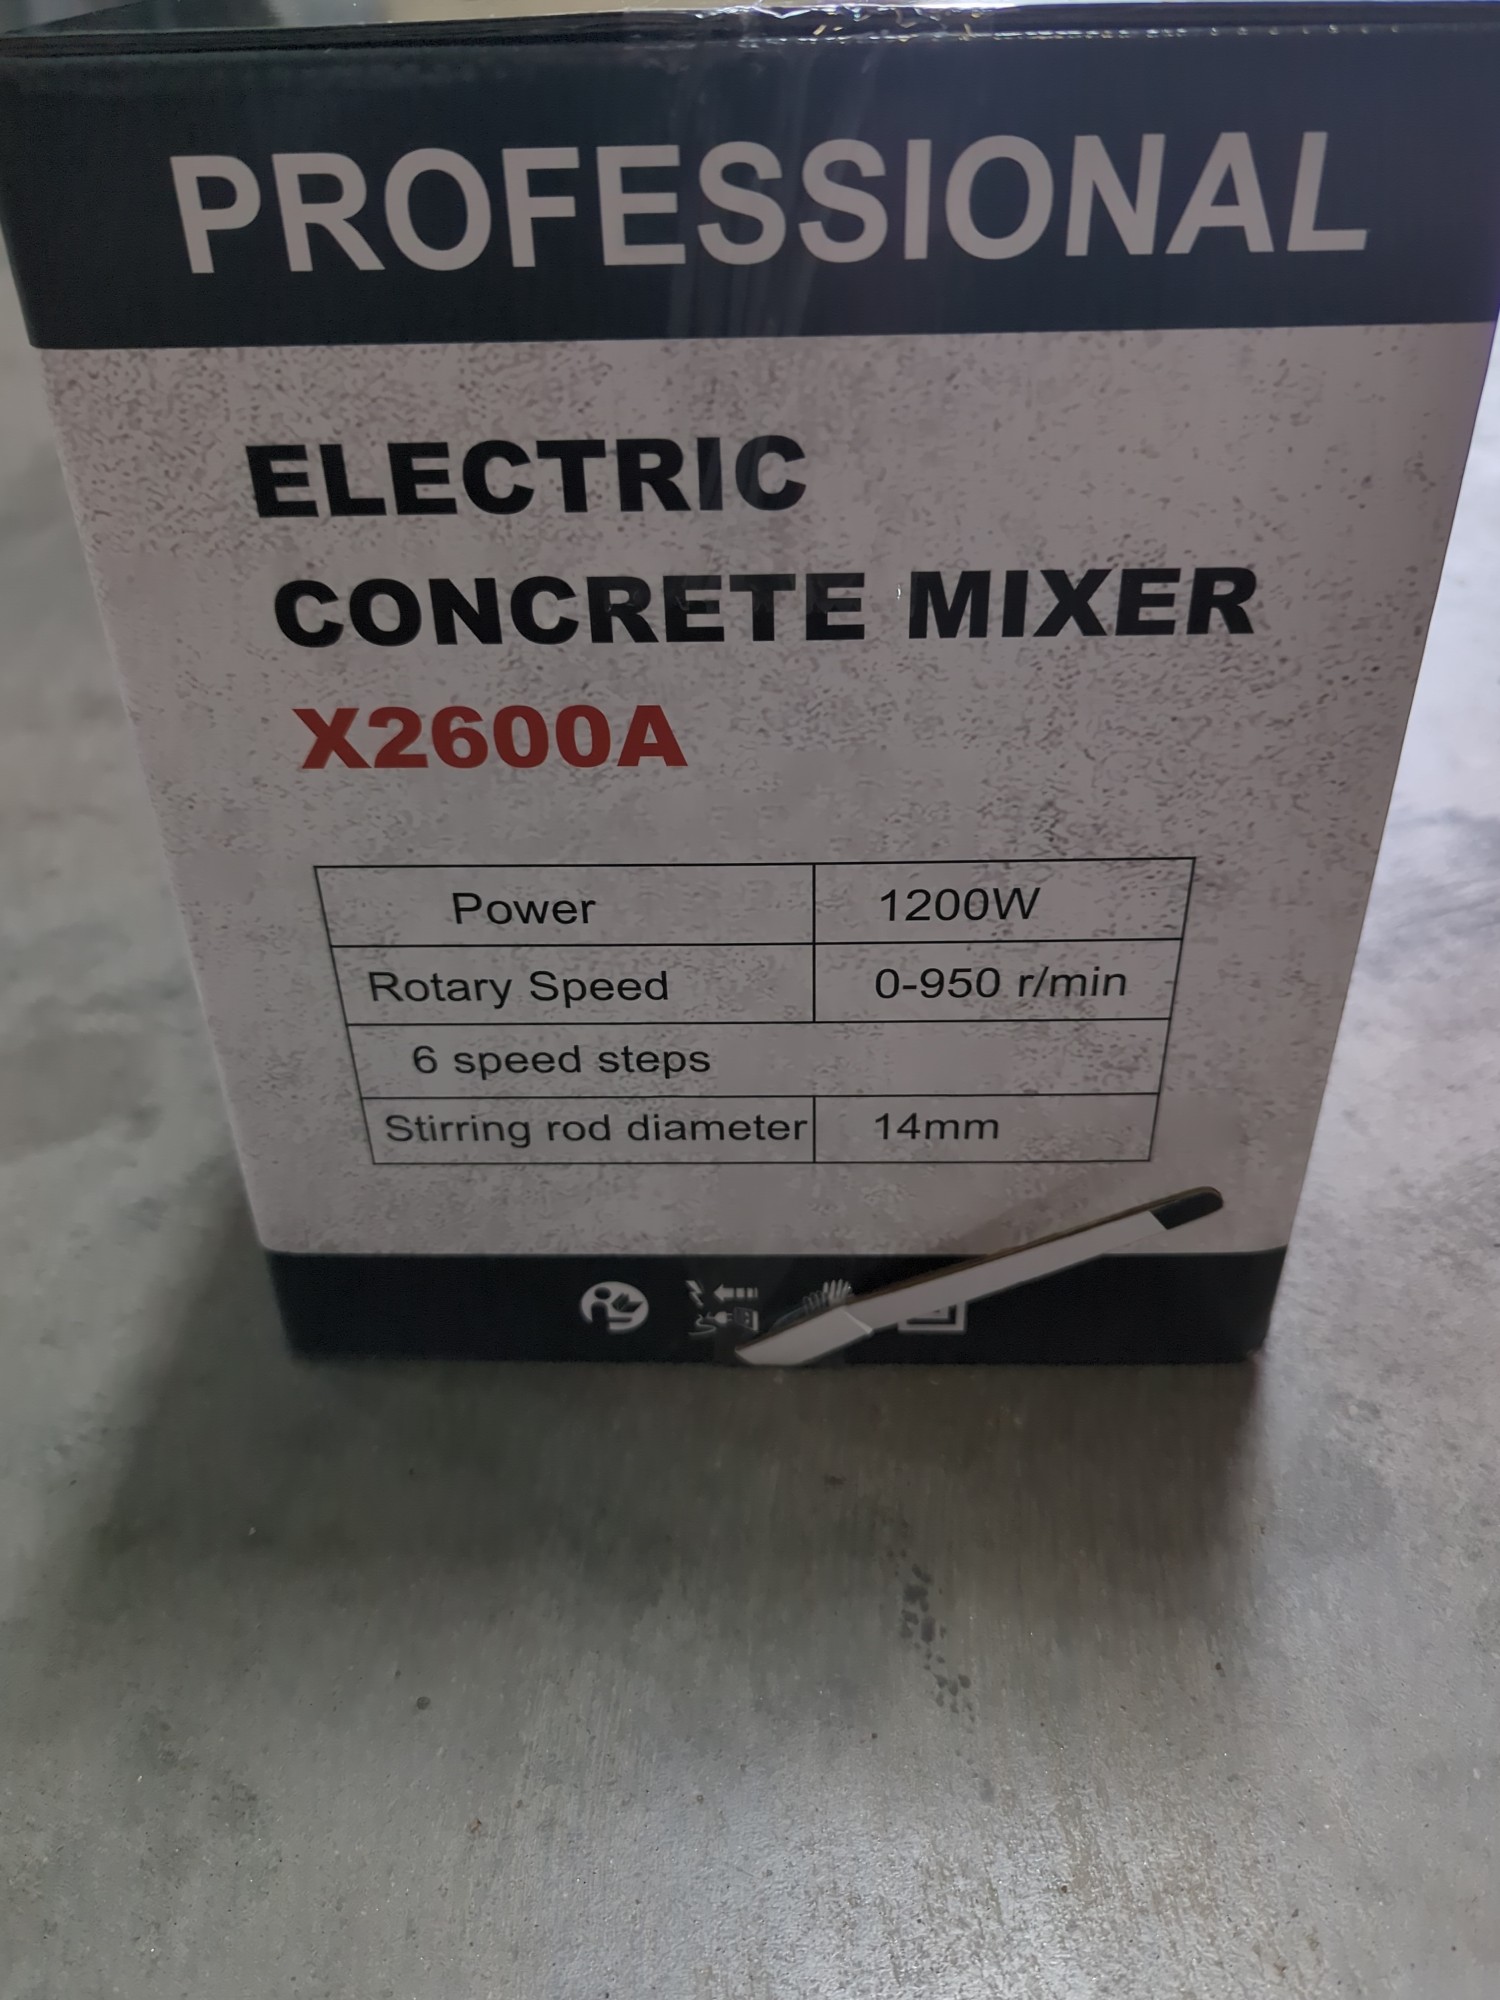 PROFESSIONAL
ELECTRIC
CONCRETE MIXER
X2600A
Power 1200W
Rotary Speed 0-950 r/min
6 speed steps
Stirring rod diameter 14mm